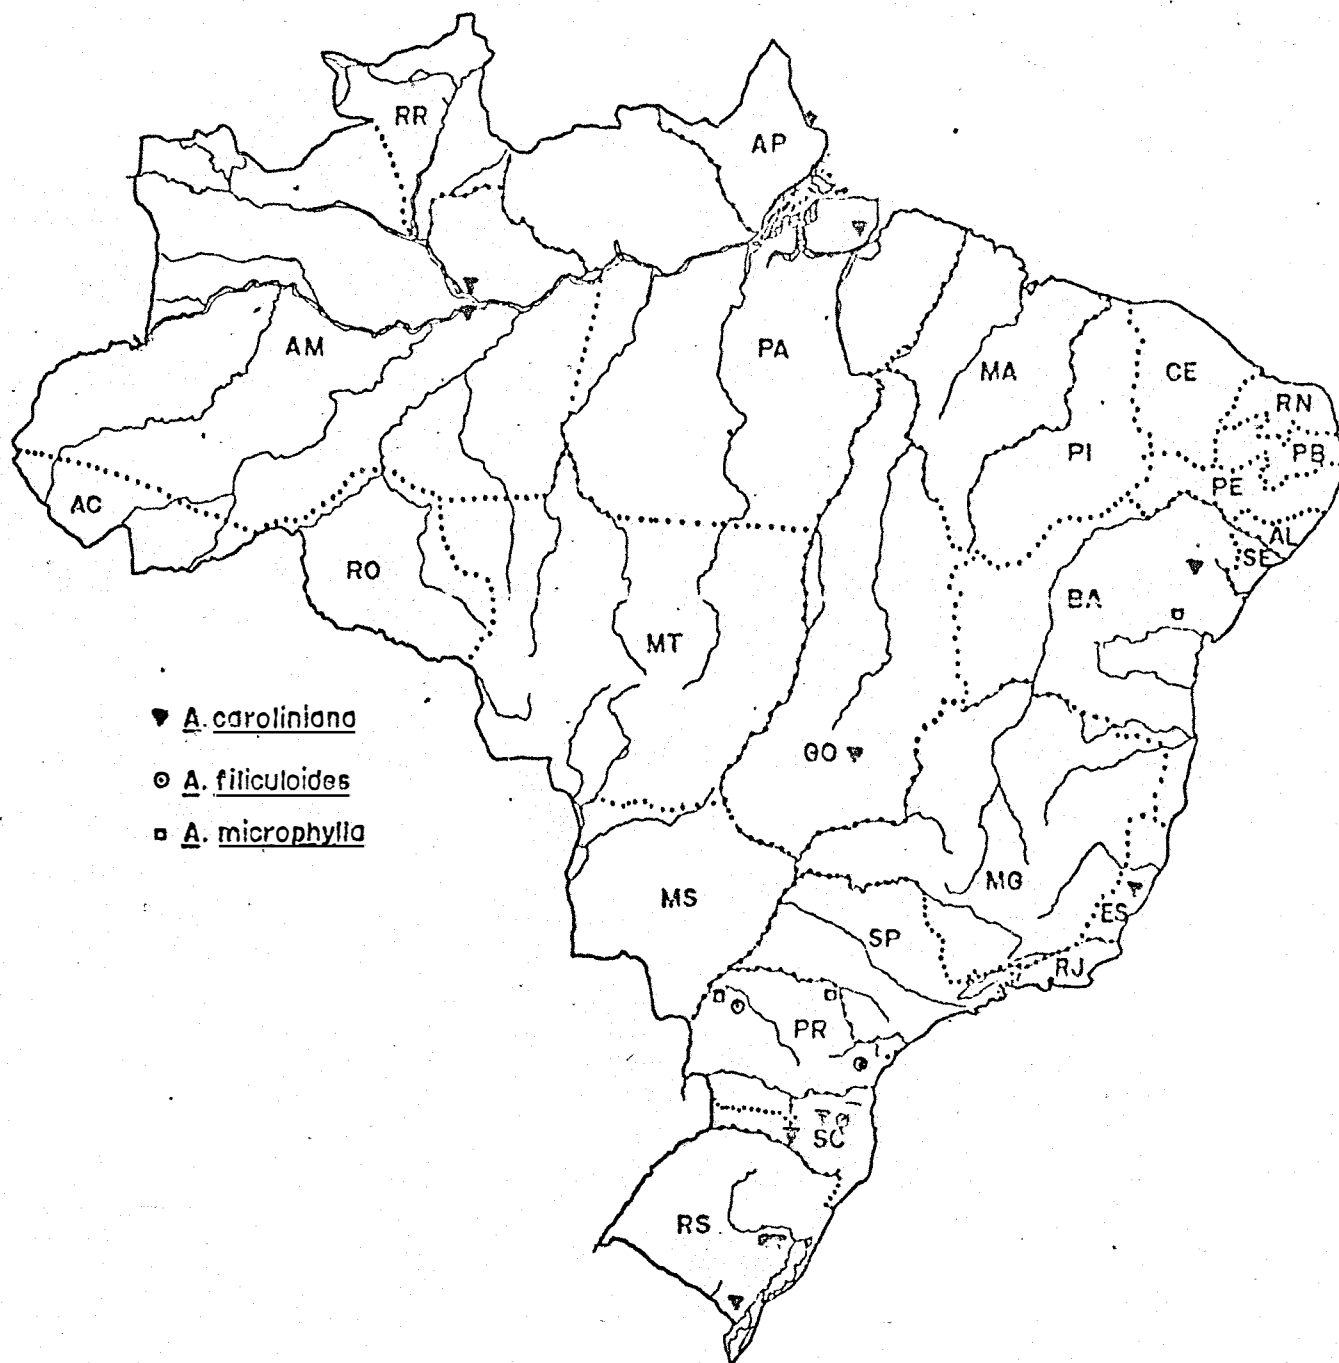 RR
AP
AM
PA
MA
CE
RN
PB
PI
PE
AC
AL
SE
RO
BA
MT
▼ A. caroliniana
GO
⊙ A. filiculoides
▫ A. microphylla
MG
MS
ES
SP
RJ
PR
SC
RS